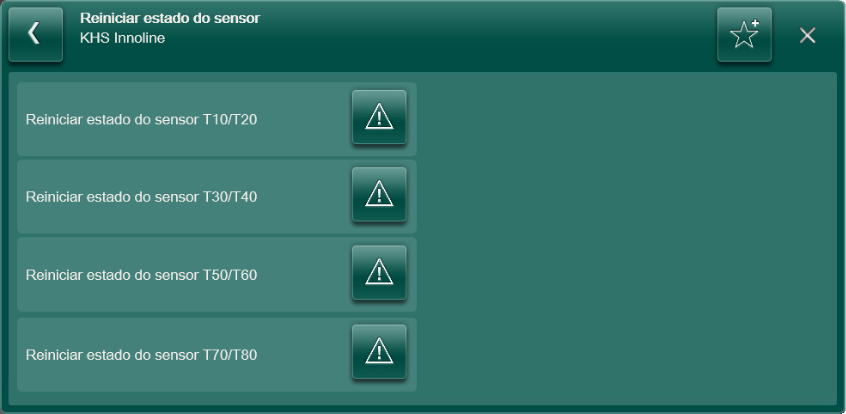 Reiniciar estado do sensor
KHS Innoline
Reiniciar estado do sensor T10/T20
Reiniciar estado do sensor T30/T40
Reiniciar estado do sensor T50/T60
Reiniciar estado do sensor T70/T80